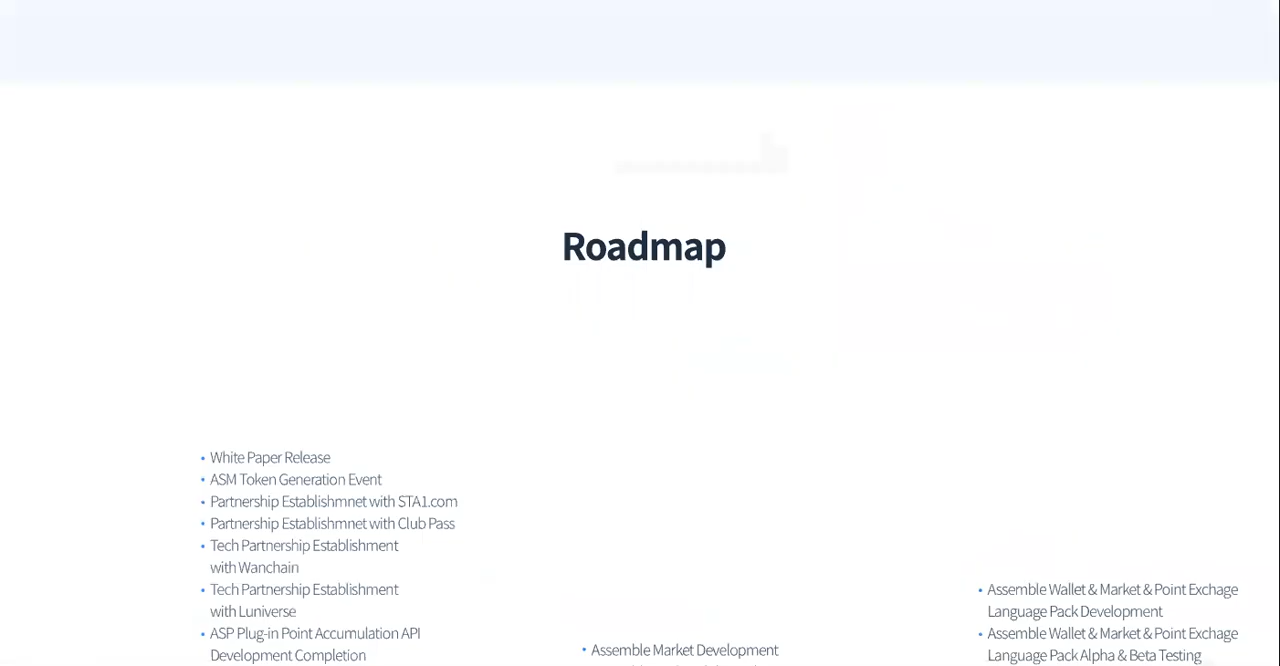 Roadmap
• White Paper Release
• ASM Token Generation Event
• Partnership Establishmnet with STA1.com
• Partnership Establishmnet with Club Pass
• Tech Partnership Establishment
with Wanchain
• Tech Partnership Establishment
with Luniverse
• ASP Plug-in Point Accumulation API
Development Completion
• Assemble Market Development
• Assemble Wallet & Market & Point Exchage
Language Pack Development
• Assemble Wallet & Market & Point Exchage
Language Pack Alpha & Beta Testing